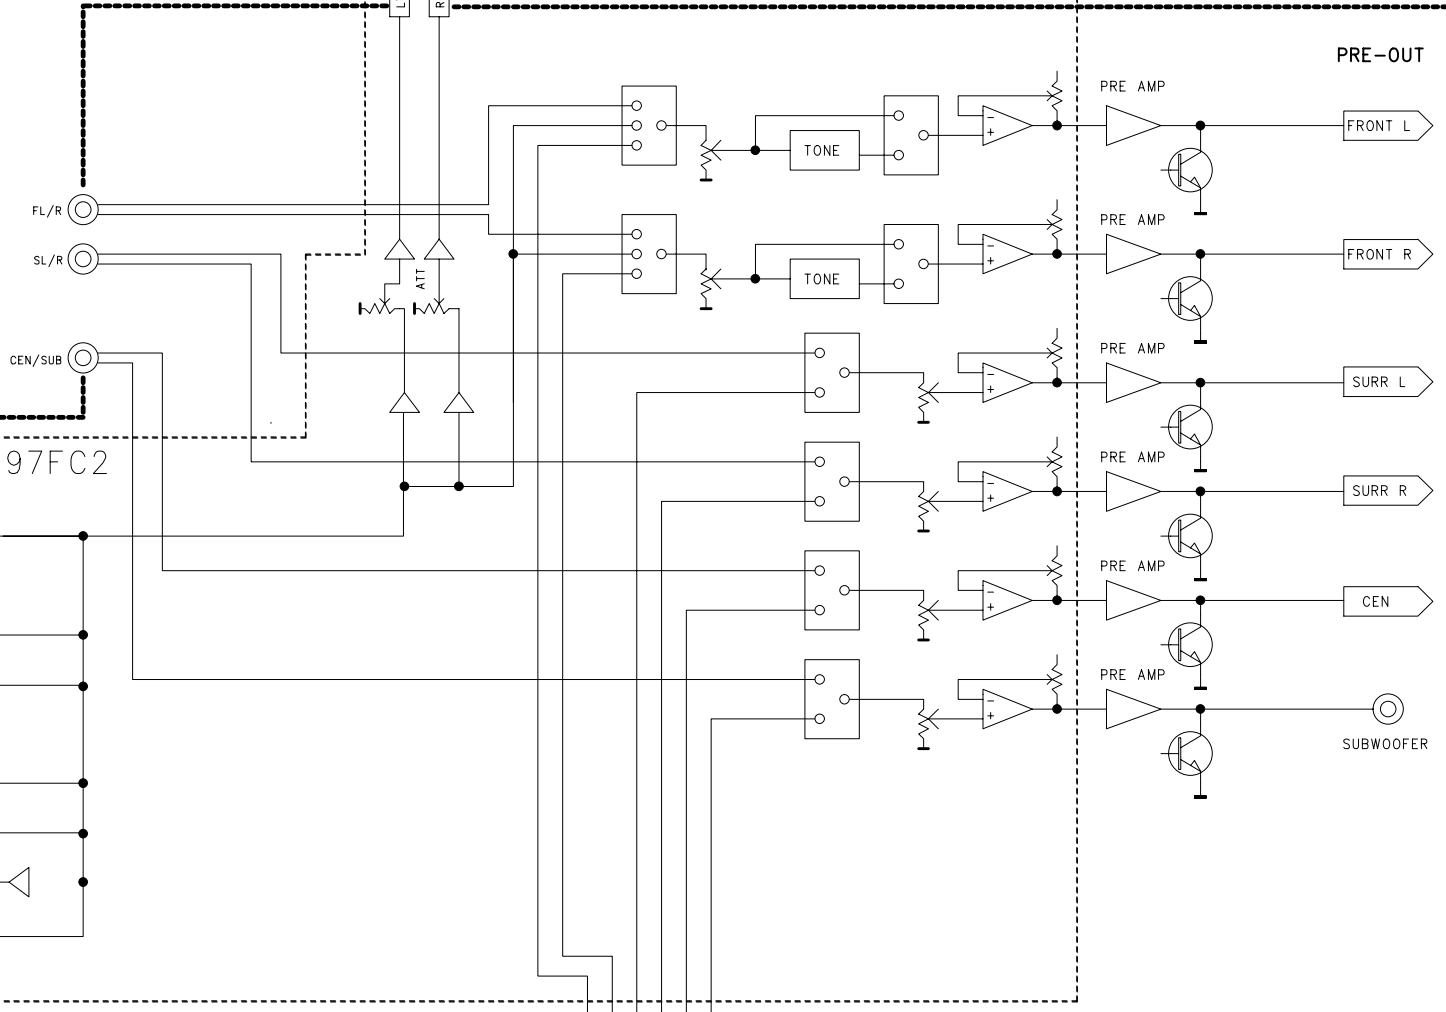 L
R
PRE-OUT
PRE AMP
FRONT L
TONE
FL/R
PRE AMP
FRONT R
SL/R
ATT
TONE
PRE AMP
CEN/SUB
SURR L
97FC2
PRE AMP
SURR R
PRE AMP
CEN
PRE AMP
SUBWOOFER